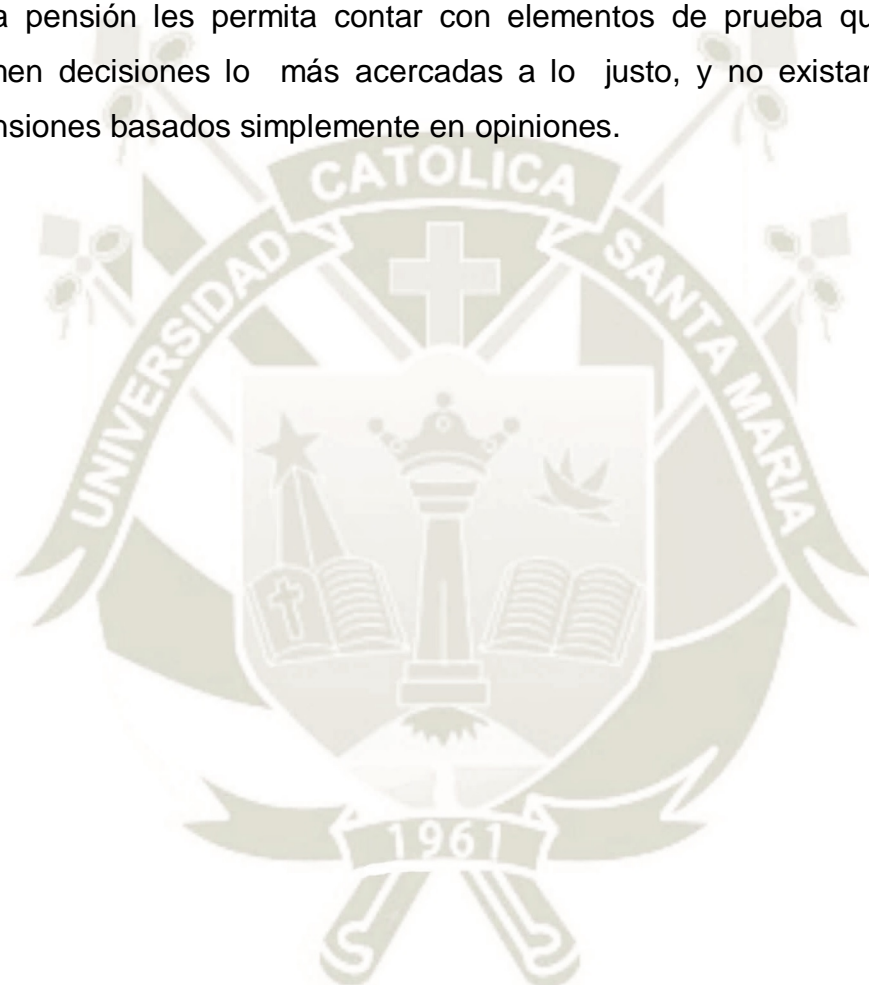 a pensión les permita contar con elementos de prueba qu
men decisiones lo más acercadas a lo justo, y no existan
nsiones basados simplemente en opiniones.
CATOLICA
UNIVERSIDAD
SANTA MARIA
1961